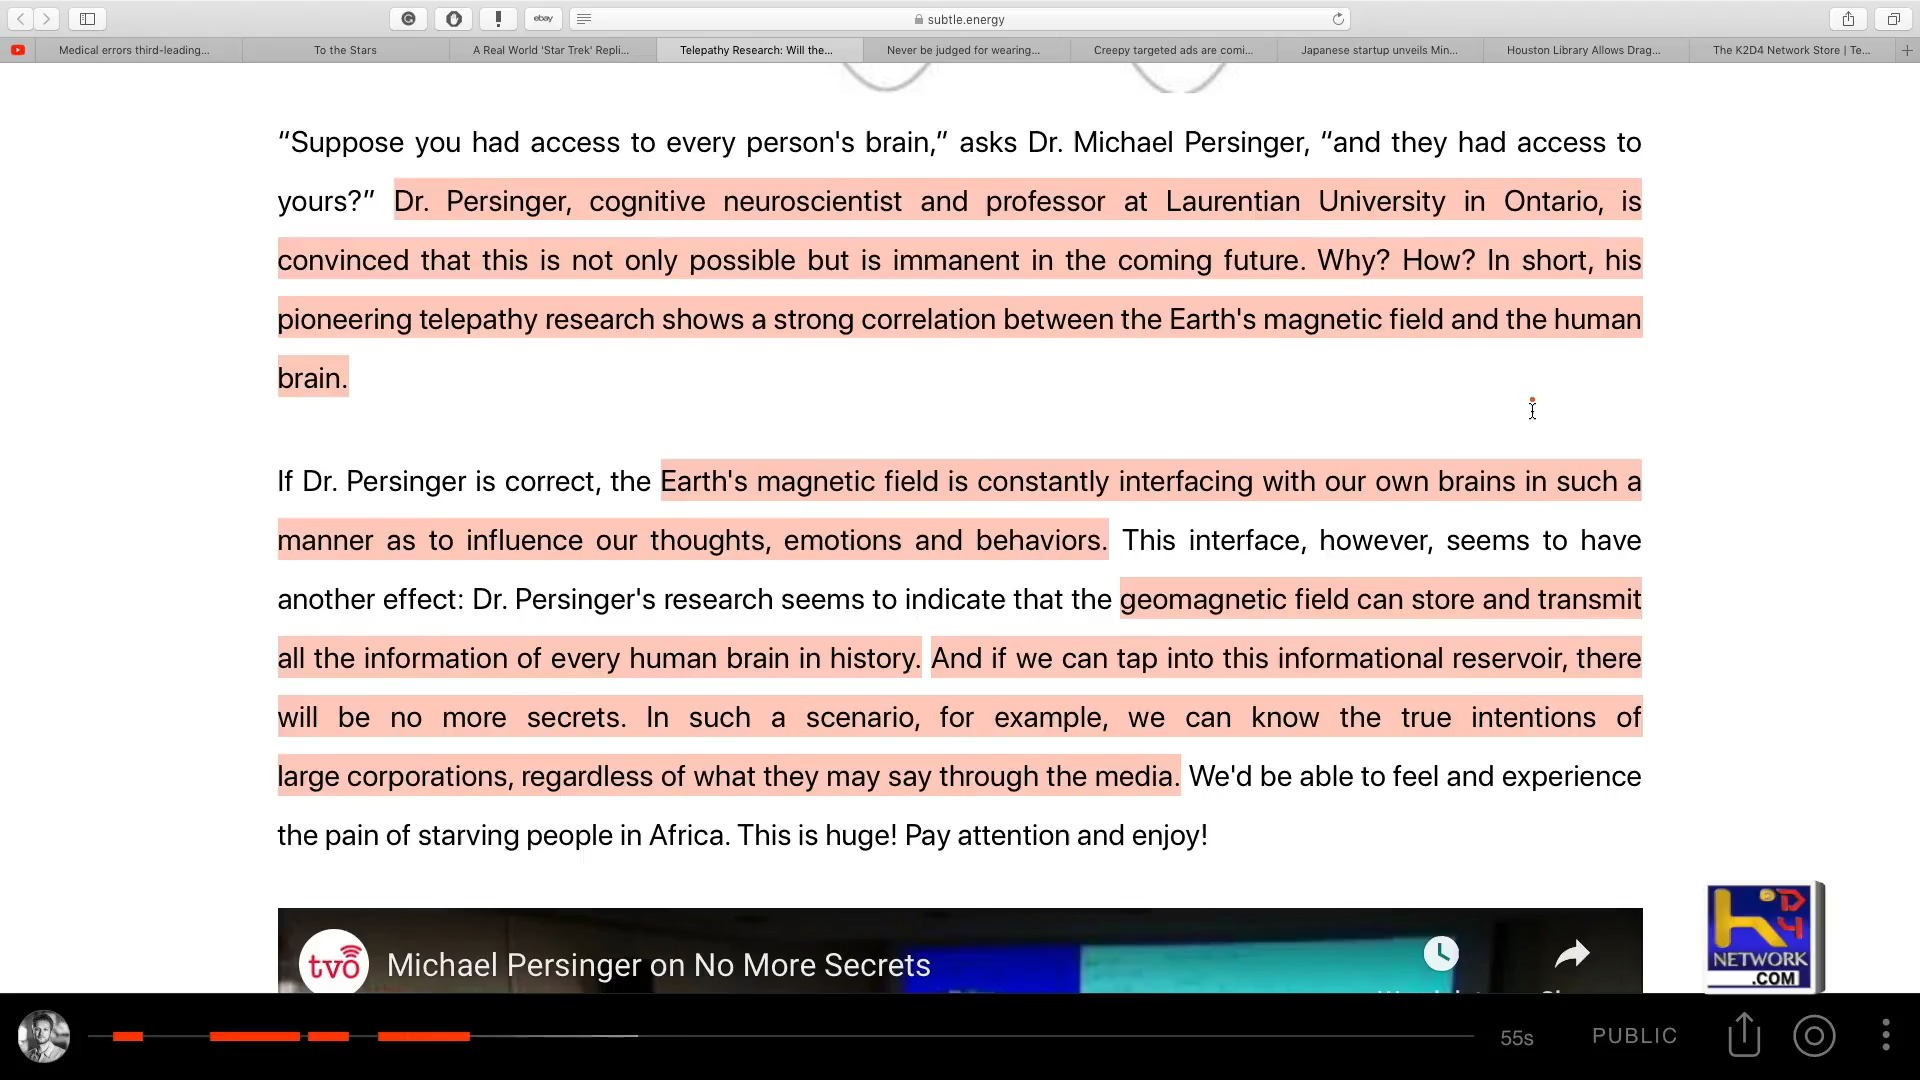 ebay
subtle.energy
Medical errors third-leading...
To the Stars
A Real World 'Star Trek' Repli...
Telepathy Research: Will the...
Never be judged for wearing...
Creepy targeted ads are comi...
Japanese startup unveils Min...
Houston Library Allows Drag...
The K2D4 Network Store | Te...
“Suppose you had access to every person's brain,” asks Dr. Michael Persinger, “and they had access to
yours?” Dr. Persinger, cognitive neuroscientist and professor at Laurentian University in Ontario, is
convinced that this is not only possible but is immanent in the coming future. Why? How? In short, his
pioneering telepathy research shows a strong correlation between the Earth's magnetic field and the human
brain.
If Dr. Persinger is correct, the Earth's magnetic field is constantly interfacing with our own brains in such a
manner as to influence our thoughts, emotions and behaviors. This interface, however, seems to have
another effect: Dr. Persinger's research seems to indicate that the geomagnetic field can store and transmit
all the information of every human brain in history. And if we can tap into this informational reservoir, there
will be no more secrets. In such a scenario, for example, we can know the true intentions of
large corporations, regardless of what they may say through the media. We'd be able to feel and experience
the pain of starving people in Africa. This is huge! Pay attention and enjoy!
tvo
Michael Persinger on No More Secrets
K2D4
NETWORK
.COM
55s
PUBLIC